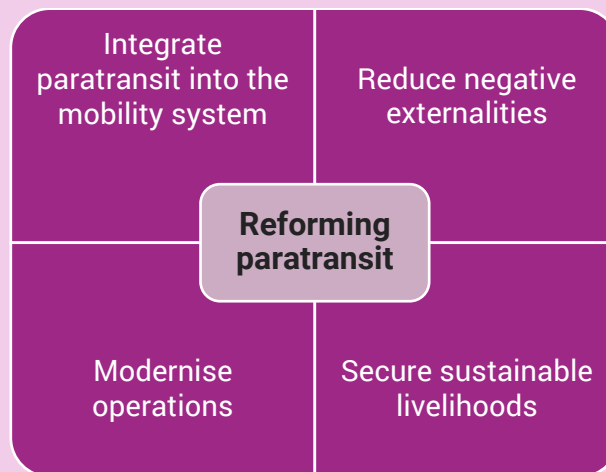 Integrate
paratransit into the
mobility system
Reduce negative
externalities
Reforming
paratransit
Modernise
operations
Secure sustainable
livelihoods